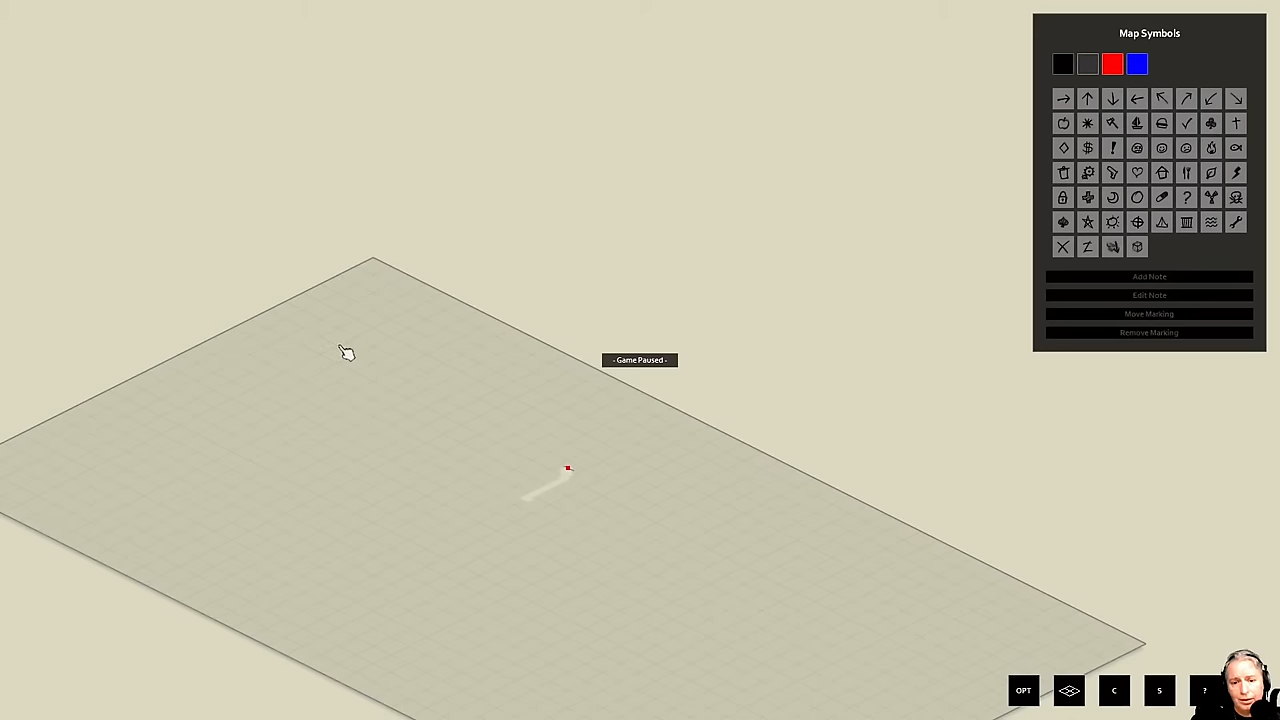 Map Symbols
- Game Paused -
Add Note
Edit Note
Move Marking
Remove Marking
OPT
C
S
?